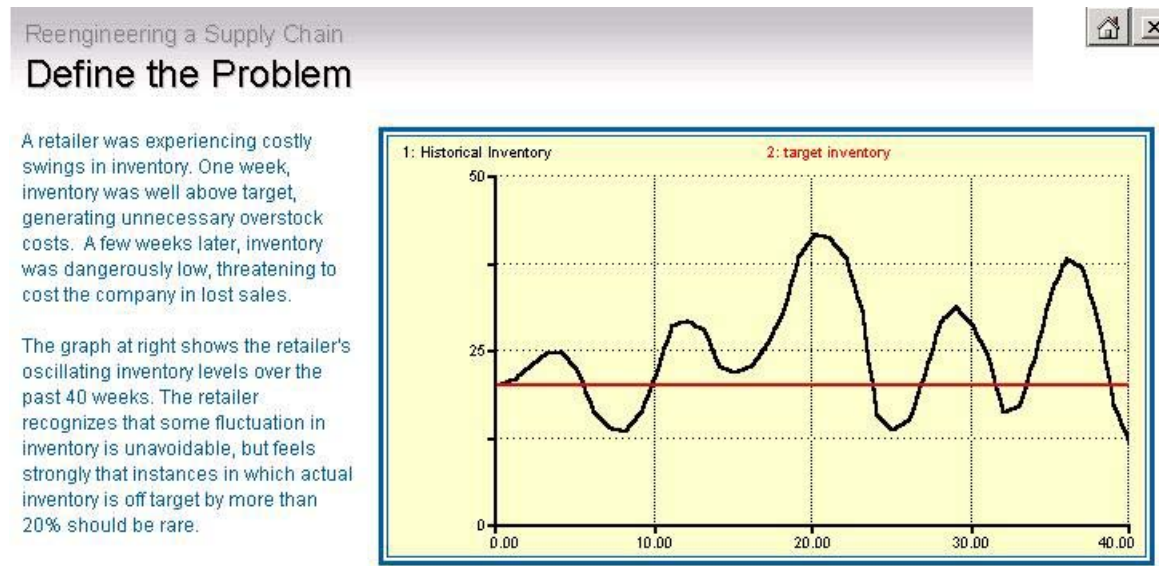 Reengineering a Supply Chain
Define the Problem
A retailer was experiencing costly
swings in inventory. One week,
inventory was well above target,
generating unnecessary overstock
costs. A few weeks later, inventory
was dangerously low, threatening to
cost the company in lost sales.
The graph at right shows the retailer's
oscillating inventory levels over the
past 40 weeks. The retailer
recognizes that some fluctuation in
inventory is unavoidable, but feels
strongly that instances in which actual
inventory is off target by more than
20% should be rare.
1: Historical Inventory
2: target inventory
50
25
0
0.00
10.00
20.00
30.00
40.00